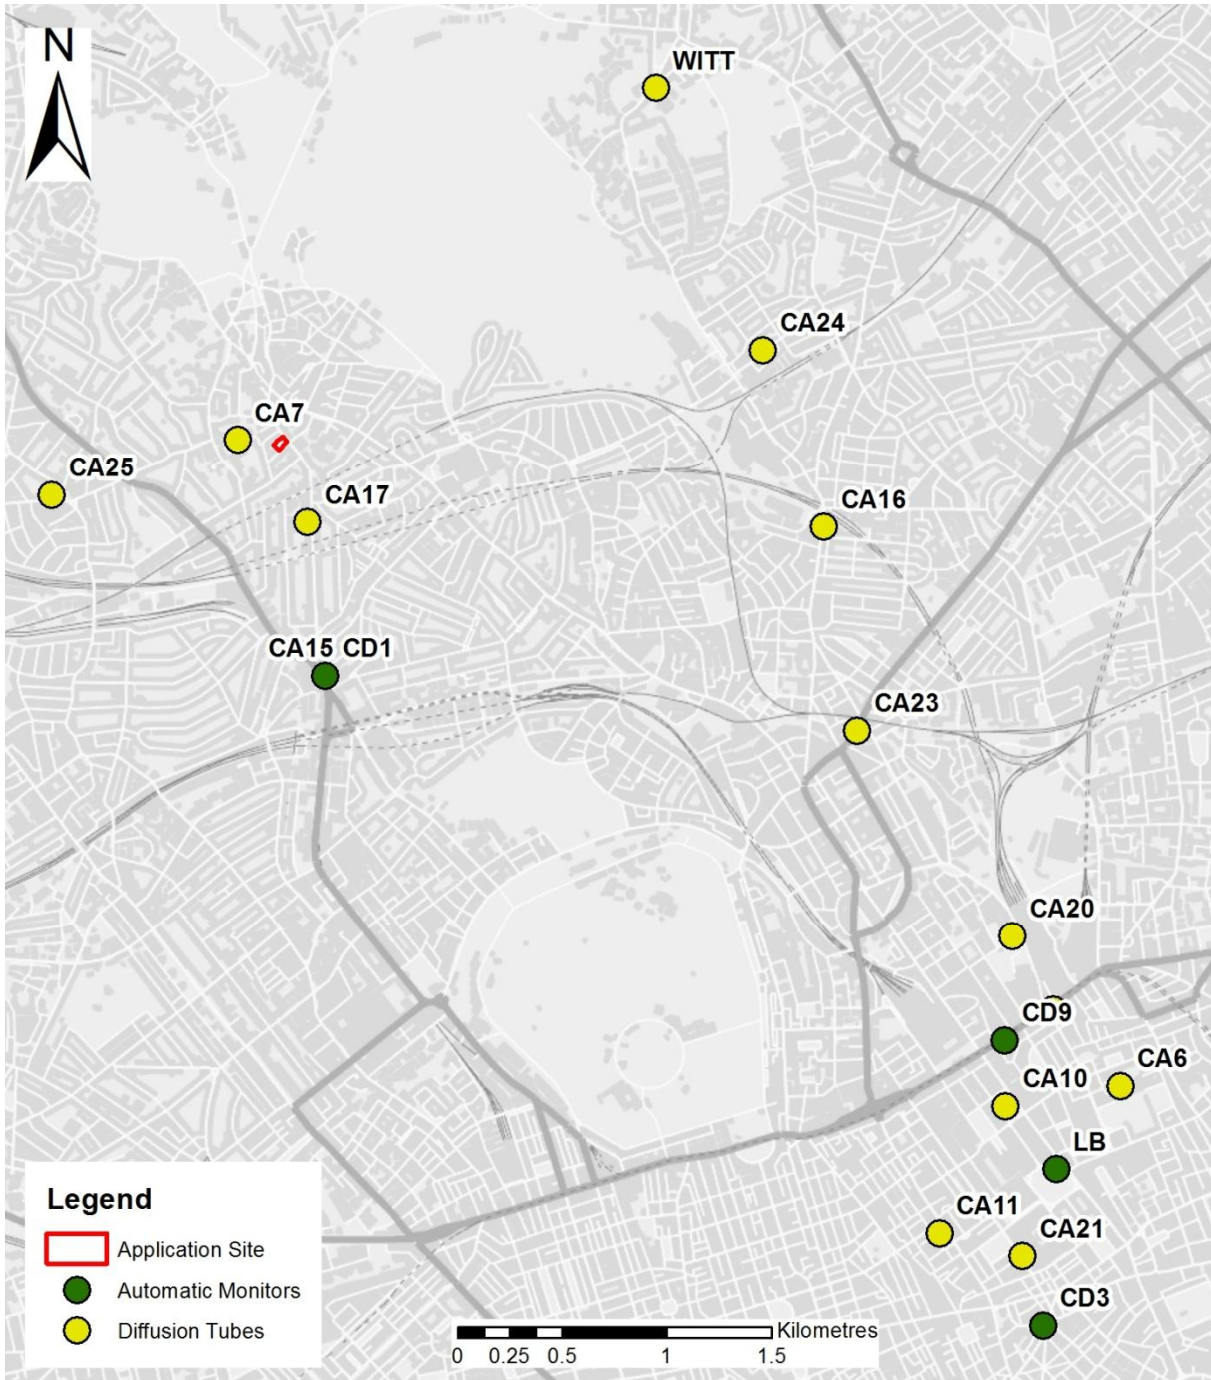 N
WITT
CA24
CA7
CA25
CA17
CA16
CA15 CD1
CA23
CA20
CD9
CA6
CA10
LB
CA11
CA21
CD3
Legend
Application Site
Automatic Monitors
Diffusion Tubes
Kilometres
0 0.25 0.5 1 1.5